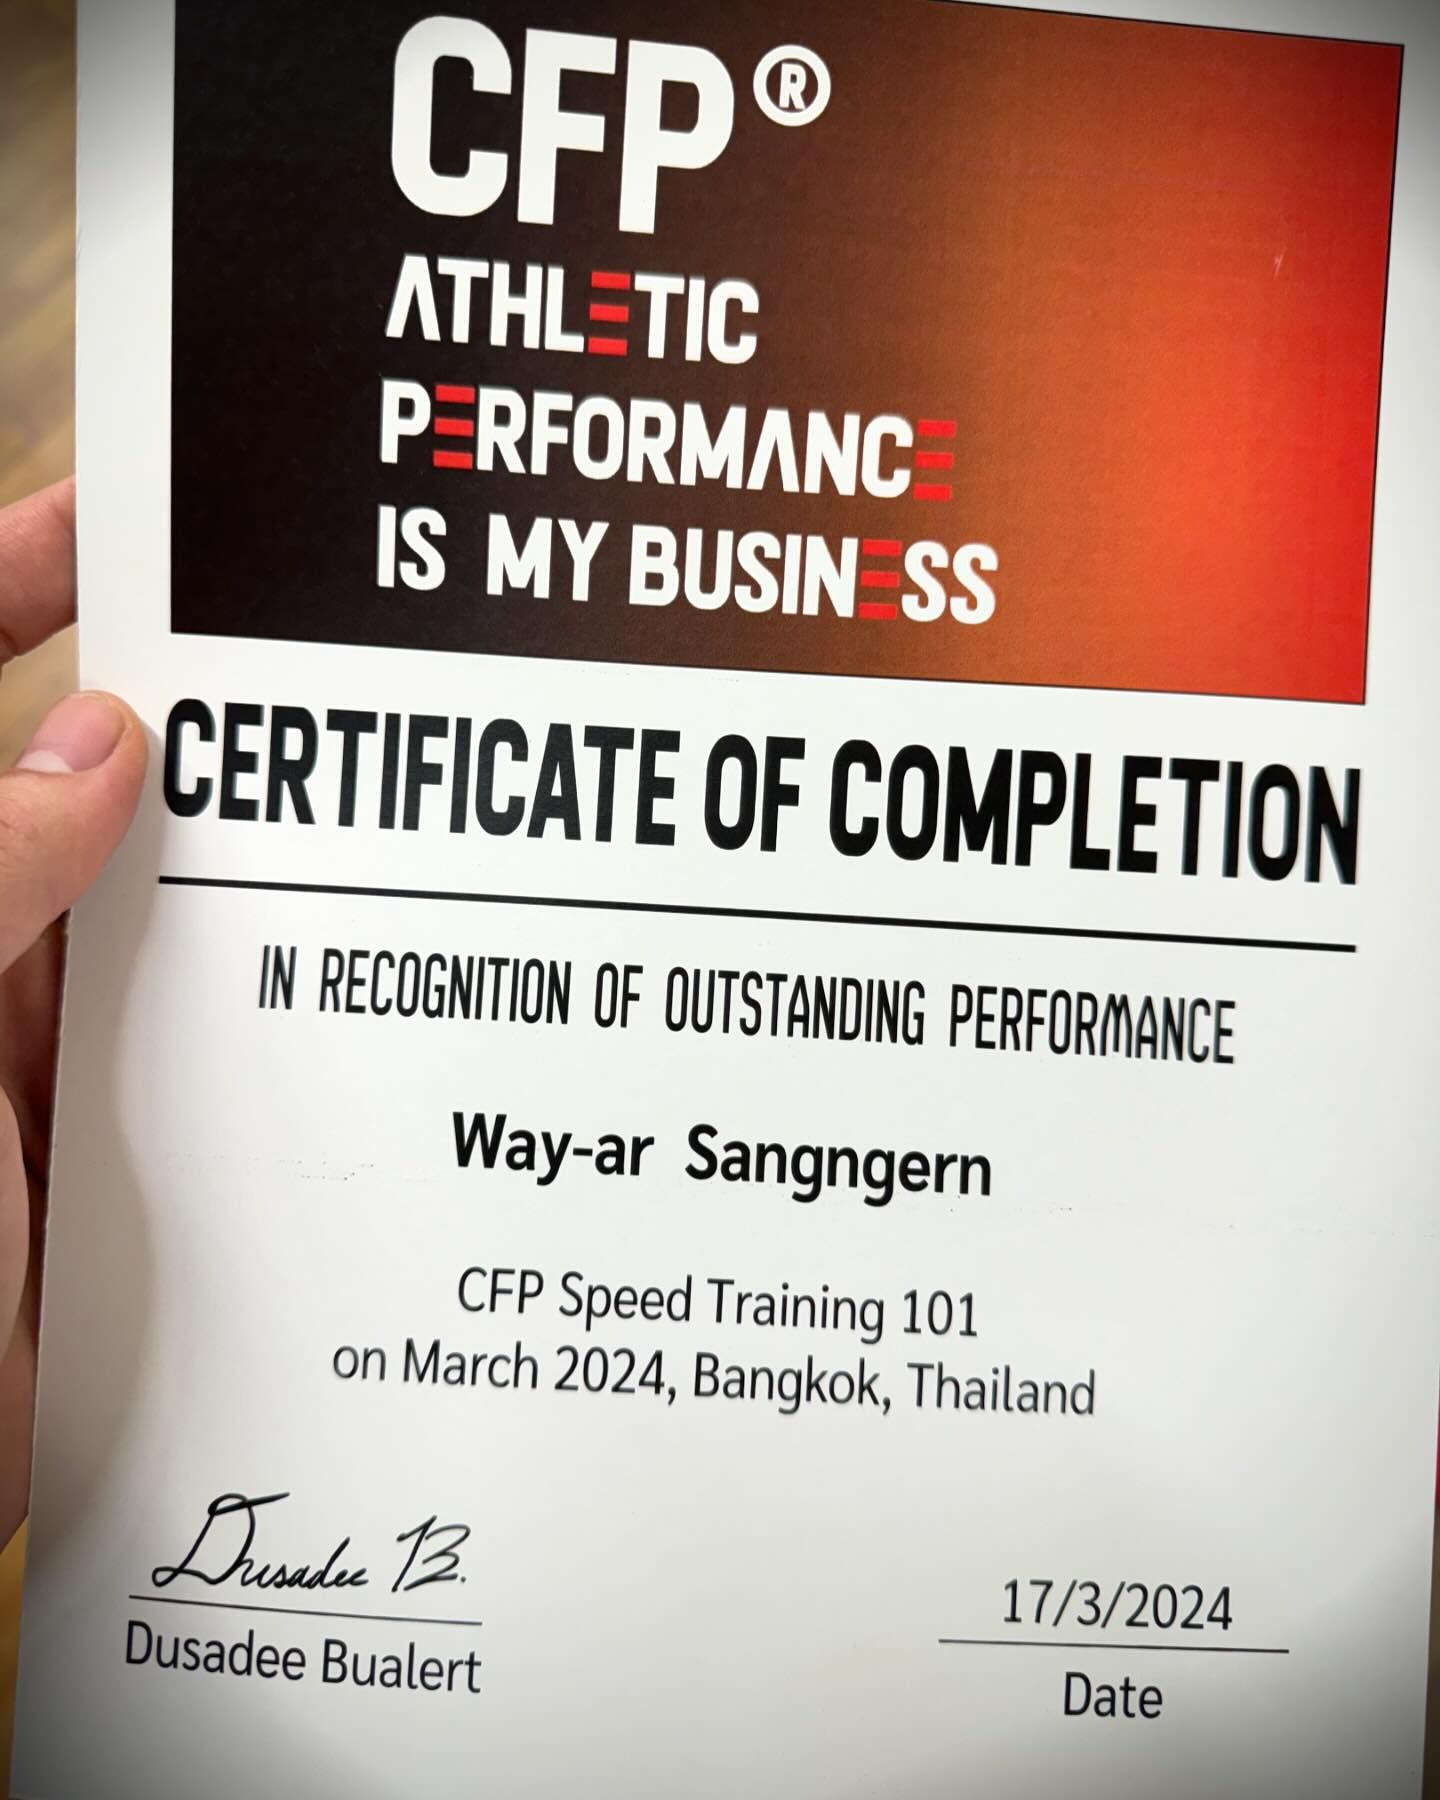 CFP®
ATHLETIC
PERFORMANCE
IS MY BUSINESS
CERTIFICATE OF COMPLETION
IN RECOGNITION OF OUTSTANDING PERFORMANCE
Way-ar Sangngern
CFP Speed Training 101
on March 2024, Bangkok, Thailand
Dusadee B.
Dusadee Bualert
17/3/2024
Date